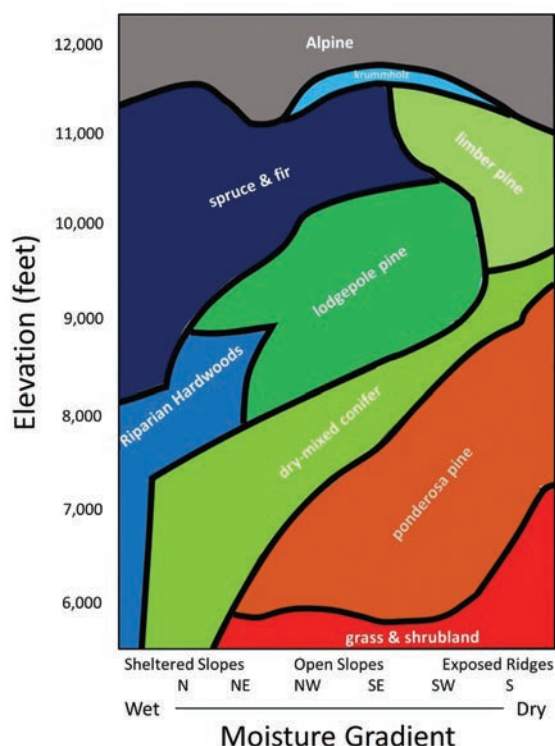 12,000
11,000
10,000
9,000
8,000
7,000
6,000
Elevation (feet)
Alpine
krummholz
limber pine
spruce & fir
lodgepole pine
Riparian Hardwoods
dry-mixed conifer
ponderosa pine
grass & shrubland
Sheltered Slopes Open Slopes Exposed Ridges
N NE NW SE SW S
Wet Dry
Moisture Gradient